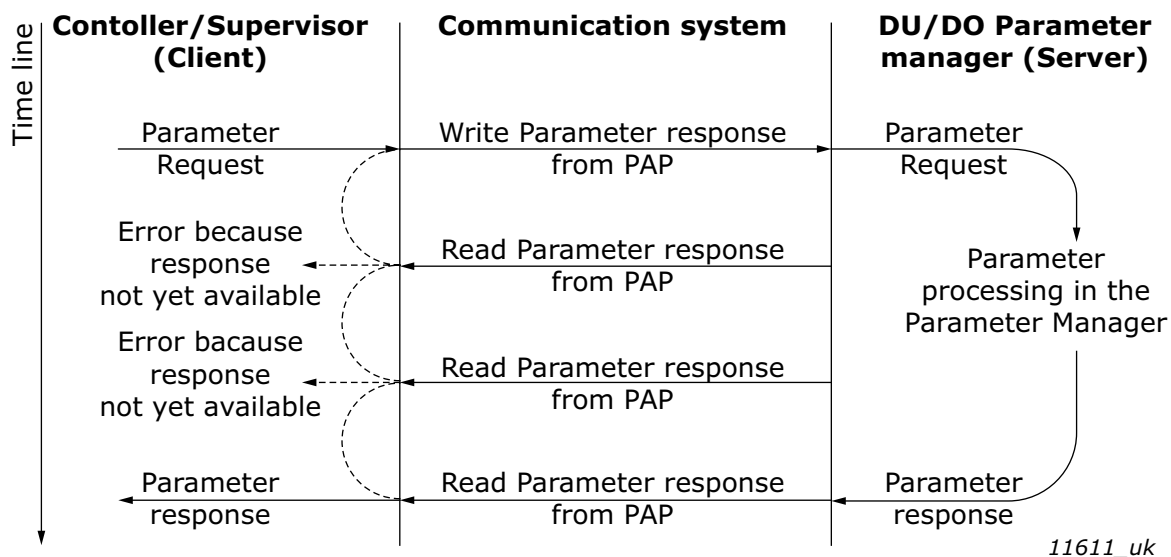 Time line
Contoller/Supervisor
(Client)
Communication system
DU/DO Parameter
manager (Server)
Parameter
Request
Write Parameter response
from PAP
Parameter
Request
Error because
response
not yet available
Read Parameter response
from PAP
Parameter
processing in the
Parameter Manager
Error bacause
response
not yet available
Read Parameter response
from PAP
Parameter
response
Read Parameter response
from PAP
Parameter
response
11611_uk